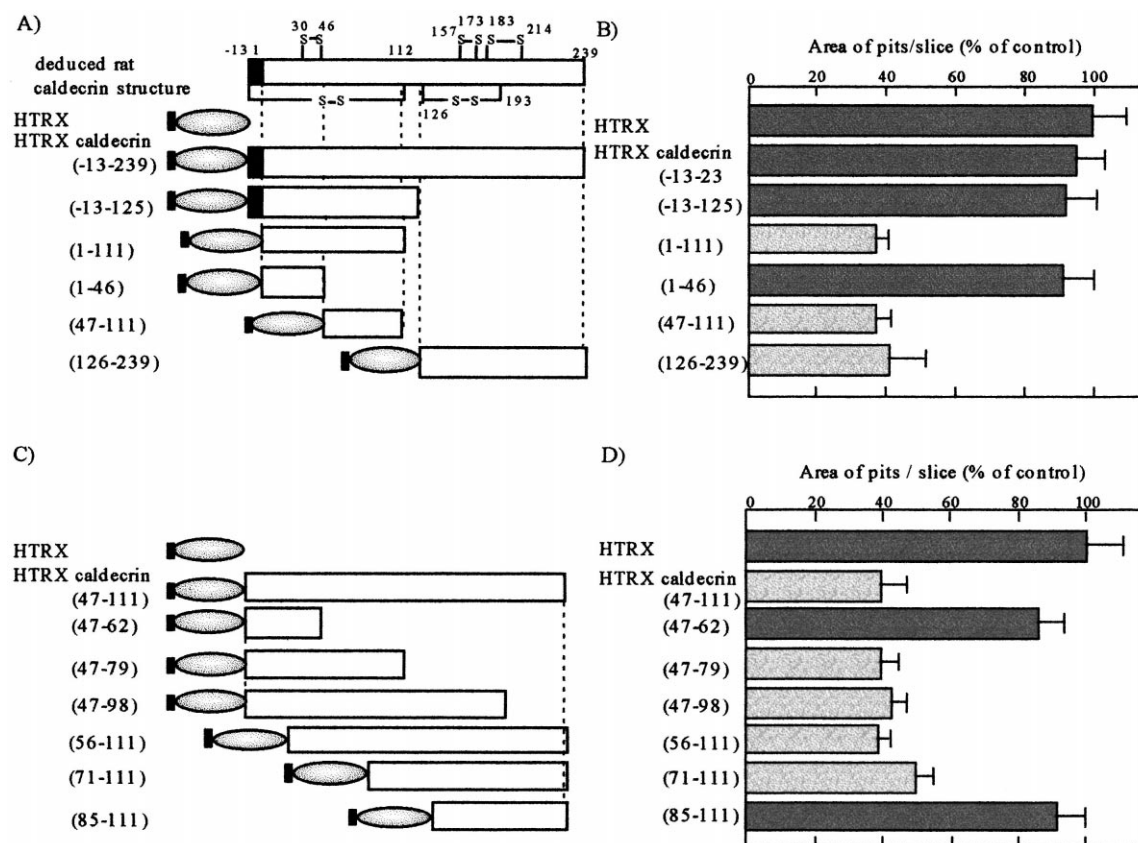 A)
30 46
S-S
157 173 183 214
S-S S—S
-13 1 112 239
deduced rat
caldecrin structure
S-S
S-S
126 193
HTRX
HTRX caldecrin
(-13-239)
(-13-125)
(1-111)
(1-46)
(47-111)
(126-239)
B)
Area of pits/slice (% of control)
0 20 40 60 80 100
HTRX
HTRX caldecrin
(-13-23
(-13-125)
(1-111)
(1-46)
(47-111)
(126-239)
C)
HTRX
HTRX caldecrin
(47-111)
(47-62)
(47-79)
(47-98)
(56-111)
(71-111)
(85-111)
D)
Area of pits / slice (% of control)
0 20 40 60 80 100
HTRX
HTRX caldecrin
(47-111)
(47-62)
(47-79)
(47-98)
(56-111)
(71-111)
(85-111)